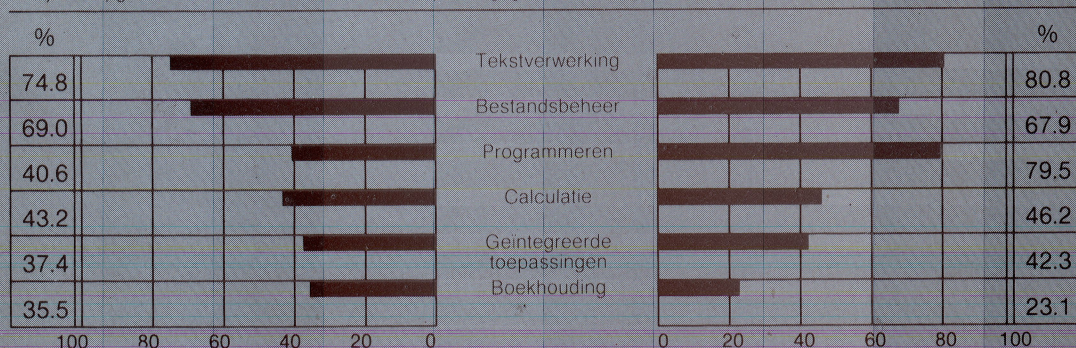 % %
Tekstverwerking
74.8 80.8
Bestandsbeheer
69.0 67.9
Programmeren
40.6 79.5
Calculatie
43.2 46.2
Geïntegreerde
toepassingen
37.4 42.3
Boekhouding
35.5 23.1
100 80 60 40 20 0 0 20 40 60 80 100